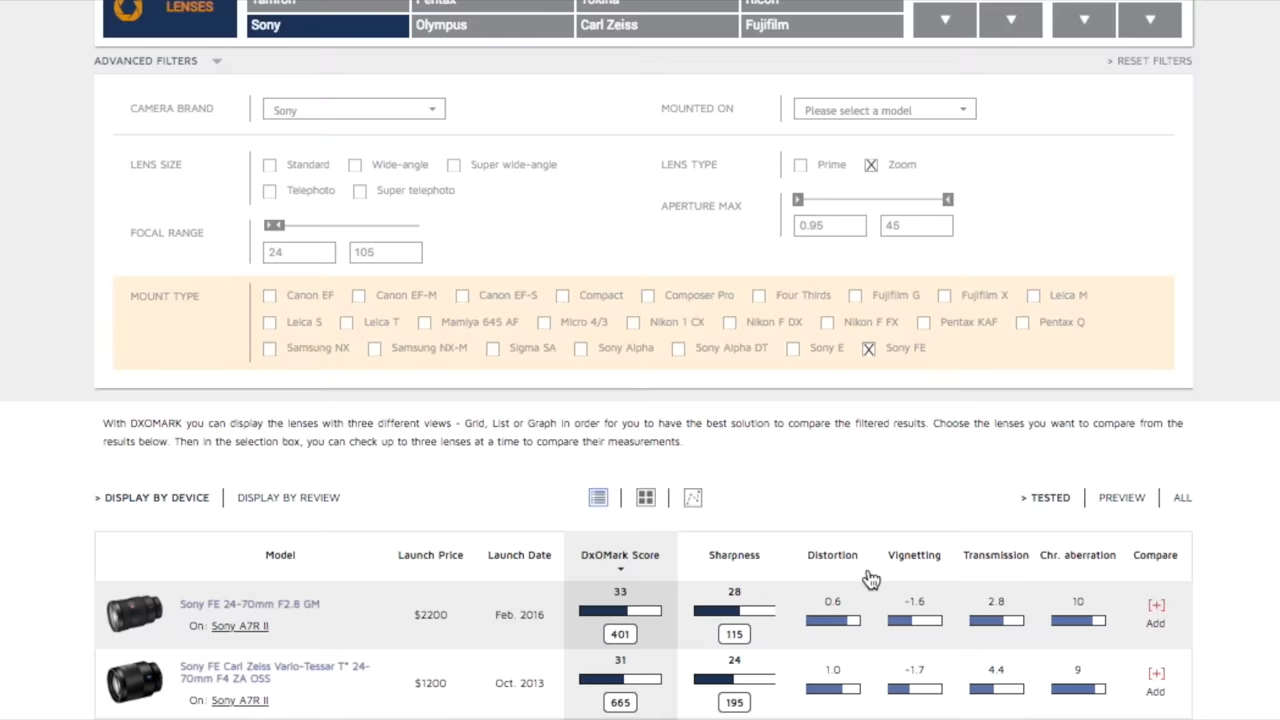 LENSES
Tamron Pentax Tokina Ricoh
Sony Olympus Carl Zeiss Fujifilm
ADVANCED FILTERS > RESET FILTERS
CAMERA BRAND Sony MOUNTED ON Please select a model
LENS SIZE Standard Wide-angle Super wide-angle LENS TYPE Prime Zoom
Telephoto Super telephoto
APERTURE MAX
0.95 45
FOCAL RANGE
24 105
MOUNT TYPE Canon EF Canon EF-M Canon EF-S Compact Composer Pro Four Thirds Fujifilm G Fujifilm X Leica M
Leica S Leica T Mamiya 645 AF Micro 4/3 Nikon 1 CX Nikon F DX Nikon F FX Pentax KAF Pentax Q
Samsung NX Samsung NX-M Sigma SA Sony Alpha Sony Alpha DT Sony E Sony FE
With DXOMARK you can display the lenses with three different views - Grid, List or Graph in order for you to have the best solution to compare the filtered results. Choose the lenses you want to compare from the
results below. Then in the selection box, you can check up to three lenses at a time to compare their measurements.
> DISPLAY BY DEVICE DISPLAY BY REVIEW > TESTED PREVIEW ALL
Model Launch Price Launch Date DxOMark Score Sharpness Distortion Vignetting Transmission Chr. aberration Compare
Sony FE 24-70mm F2.8 GM
On: Sony A7R II $2200 Feb. 2016 33 401 28 115 0.6 -1.6 2.8 10 [+] Add
Sony FE Carl Zeiss Vario-Tessar T* 24-
70mm F4 ZA OSS
On: Sony A7R II $1200 Oct. 2013 31 665 24 195 1.0 -1.7 4.4 9 [+] Add